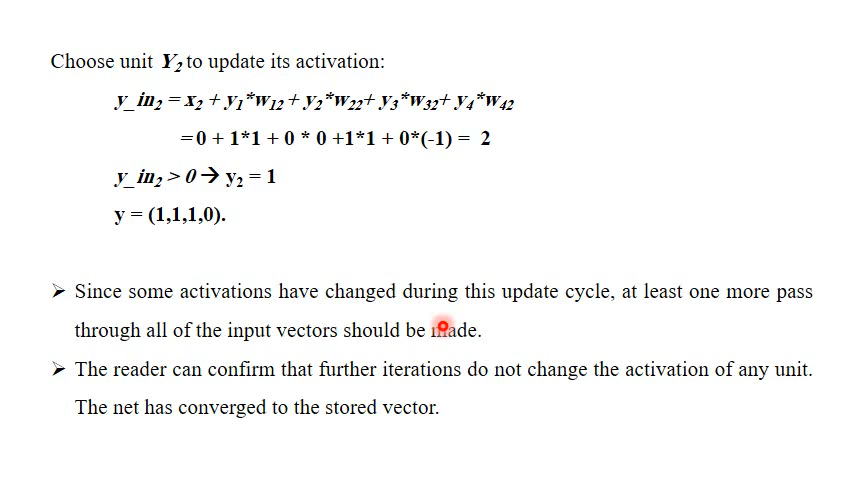 Choose unit Y₂ to update its activation:
y_in₂ = x₂ + y₁*w₁₂ + y₂*w₂₂+ y₃*w₃₂+ y₄*w₄₂
=0 + 1*1 + 0 * 0 +1*1 + 0*(-1) = 2
y_in₂ > 0 → y₂ = 1
y = (1,1,1,0).
➢ Since some activations have changed during this update cycle, at least one more pass
through all of the input vectors should be made.
➢ The reader can confirm that further iterations do not change the activation of any unit.
The net has converged to the stored vector.